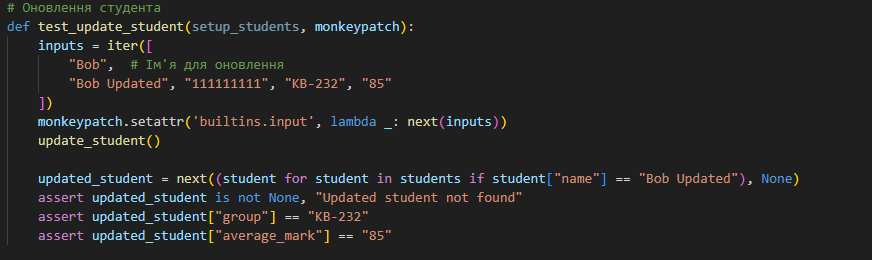 # Оновлення студента
def test_update_student(setup_students, monkeypatch):
    inputs = iter([
        "Bob",  # Ім'я для оновлення
        "Bob Updated", "111111111", "КВ-232", "85"
    ])
    monkeypatch.setattr('builtins.input', lambda _: next(inputs))
    update_student()

    updated_student = next((student for student in students if student["name"] == "Bob Updated"), None)
    assert updated_student is not None, "Updated student not found"
    assert updated_student["group"] == "КВ-232"
    assert updated_student["average_mark"] == "85"